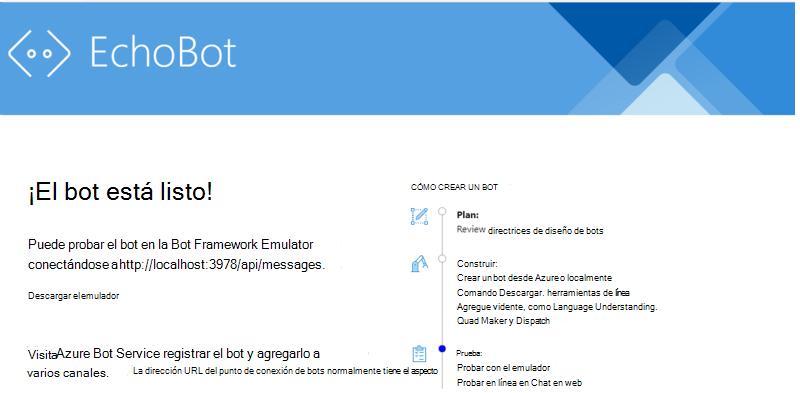 EchoBot
¡El bot está listo!
Puede probar el bot en la Bot Framework Emulator
conectándose a http://localhost:3978/api/messages.
Descargar el emulador
Visita Azure Bot Service registrar el bot y agregarlo a
varios canales. La dirección URL del punto de conexión de bots normalmente tiene el aspecto
CÓMO CREAR UN BOT
Plan:
Review directrices de diseño de bots
Construir:
Crear un bot desde Azure o localmente
Comando Descargar. herramientas de línea
Agregue vidente, como Language Understanding.
Quad Maker y Dispatch
Prueba:
Probar con el emulador
Probar en línea en Chat en web